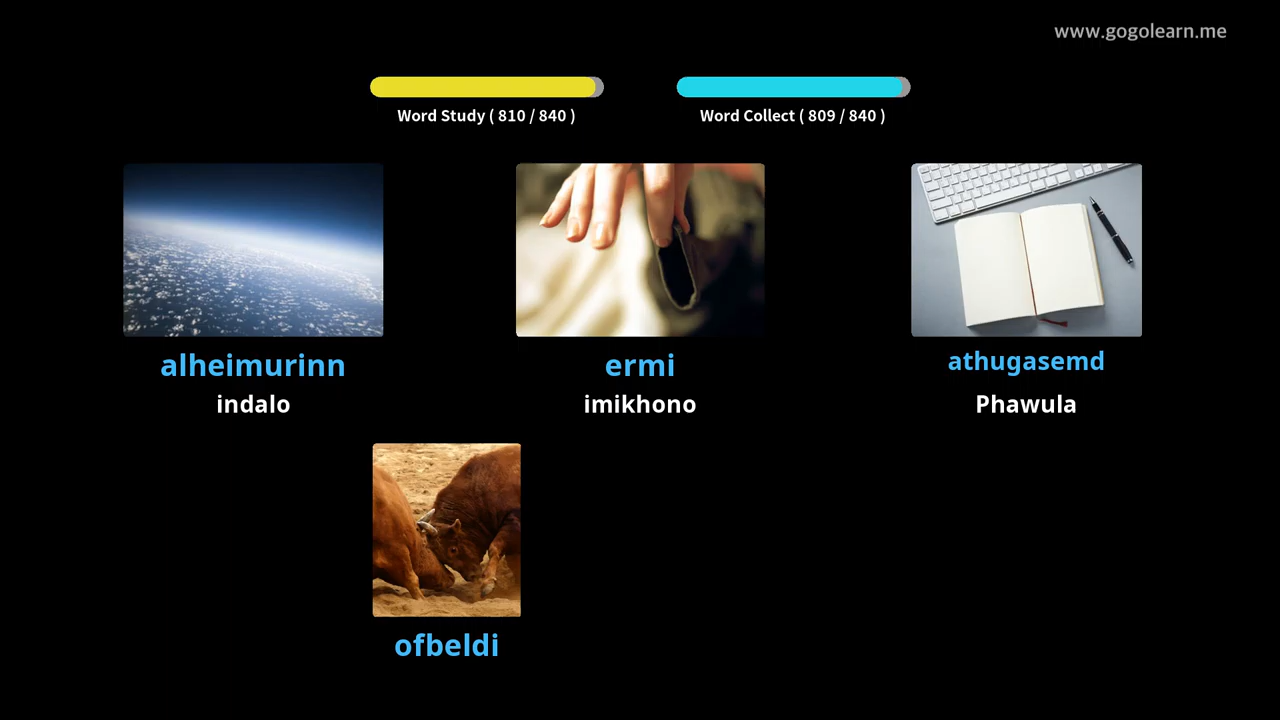 www.gogolearn.me
Word Study ( 810 / 840 )
Word Collect ( 809 / 840 )
alheimurinn
indalo
ermi
imikhono
athugasemd
Phawula
ofbeldi